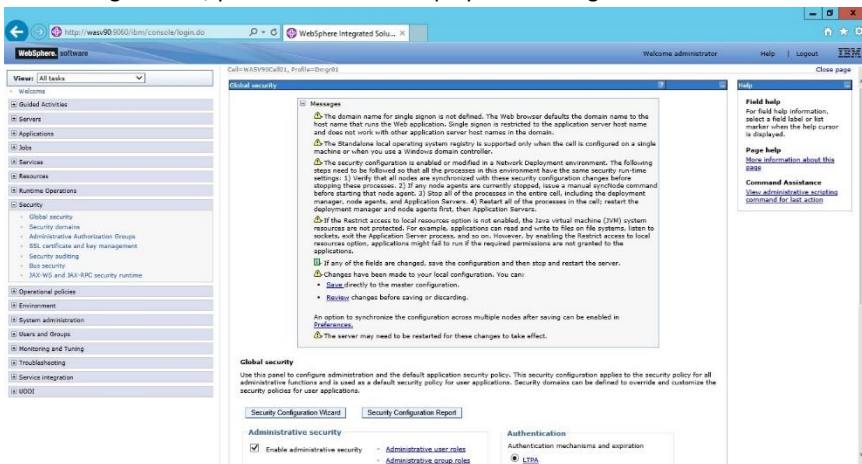 http://wasv90:9060/ibm/console/login.do
WebSphere Integrated Solu...
WebSphere. software
Welcome administrator
Help | Logout
IBM
View: All tasks
Welcome
Guided Activities
Servers
Applications
Jobs
Services
Resources
Runtime Operations
Security
Global security
Security domains
Administrative Authorization Groups
SSL certificate and key management
Security auditing
Bus security
JAX-WS and JAX-RPC security runtime
Operational policies
Environment
System administration
Users and Groups
Monitoring and Tuning
Troubleshooting
Service integration
UDDI
Cell=WASV90Cell01, Profile=Dmgr01
Close page
Global security
Messages
The domain name for single signon is not defined. The Web browser defaults the domain name to the
host name that runs the Web application. Single signon is restricted to the application server host name
and does not work with other application server host names in the domain.
The Standalone local operating system registry is supported only when the cell is configured on a single
machine or when you use a Windows domain controller.
The security configuration is enabled or modified in a Network Deployment environment. The following
steps need to be followed so that all the processes in this environment have the same security run-time
settings: 1) Verify that all nodes are synchronized with these security configuration changes before
stopping these processes. 2) If any node agents are currently stopped, issue a manual syncNode command
before starting that node agent. 3) Stop all of the processes in the entire cell, including the deployment
manager, node agents, and Application Servers. 4) Restart all of the processes in the cell; restart the
deployment manager and node agents first, then Application Servers.
If the Restrict access to local resources option is not enabled, the Java virtual machine (JVM) system
resources are not protected. For example, applications can read and write to files on file systems, listen to
sockets, exit the Application Server process, and so on. However, by enabling the Restrict access to local
resources option, applications might fail to run if the required permissions are not granted to the
applications.
If any of the fields are changed, save the configuration and then stop and restart the server.
Changes have been made to your local configuration. You can:
Save directly to the master configuration.
Review changes before saving or discarding.
An option to synchronize the configuration across multiple nodes after saving can be enabled in
Preferences.
The server may need to be restarted for these changes to take effect.
Global security
Use this panel to configure administration and the default application security policy. This security configuration applies to the security policy for all
administrative functions and is used as a default security policy for user applications. Security domains can be defined to override and customize the
security policies for user applications.
Security Configuration Wizard
Security Configuration Report
Administrative security
Enable administrative security
Administrative user roles
Administrative group roles
Authentication
Authentication mechanisms and expiration
LTPA
Help
Field help
For field help information,
select a field label or list
marker when the help cursor
is displayed.
Page help
More information about this
page
Command Assistance
View administrative scripting
command for last action